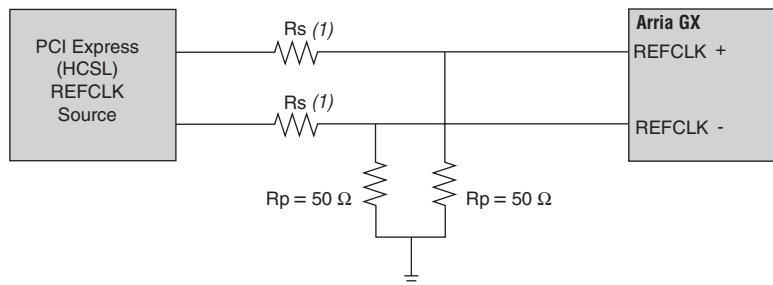 PCI Express
(HCSL)
REFCLK
Source
Rs (1)
Rs (1)
Rp = 50 Ω
Rp = 50 Ω
Arria GX
REFCLK +
REFCLK -